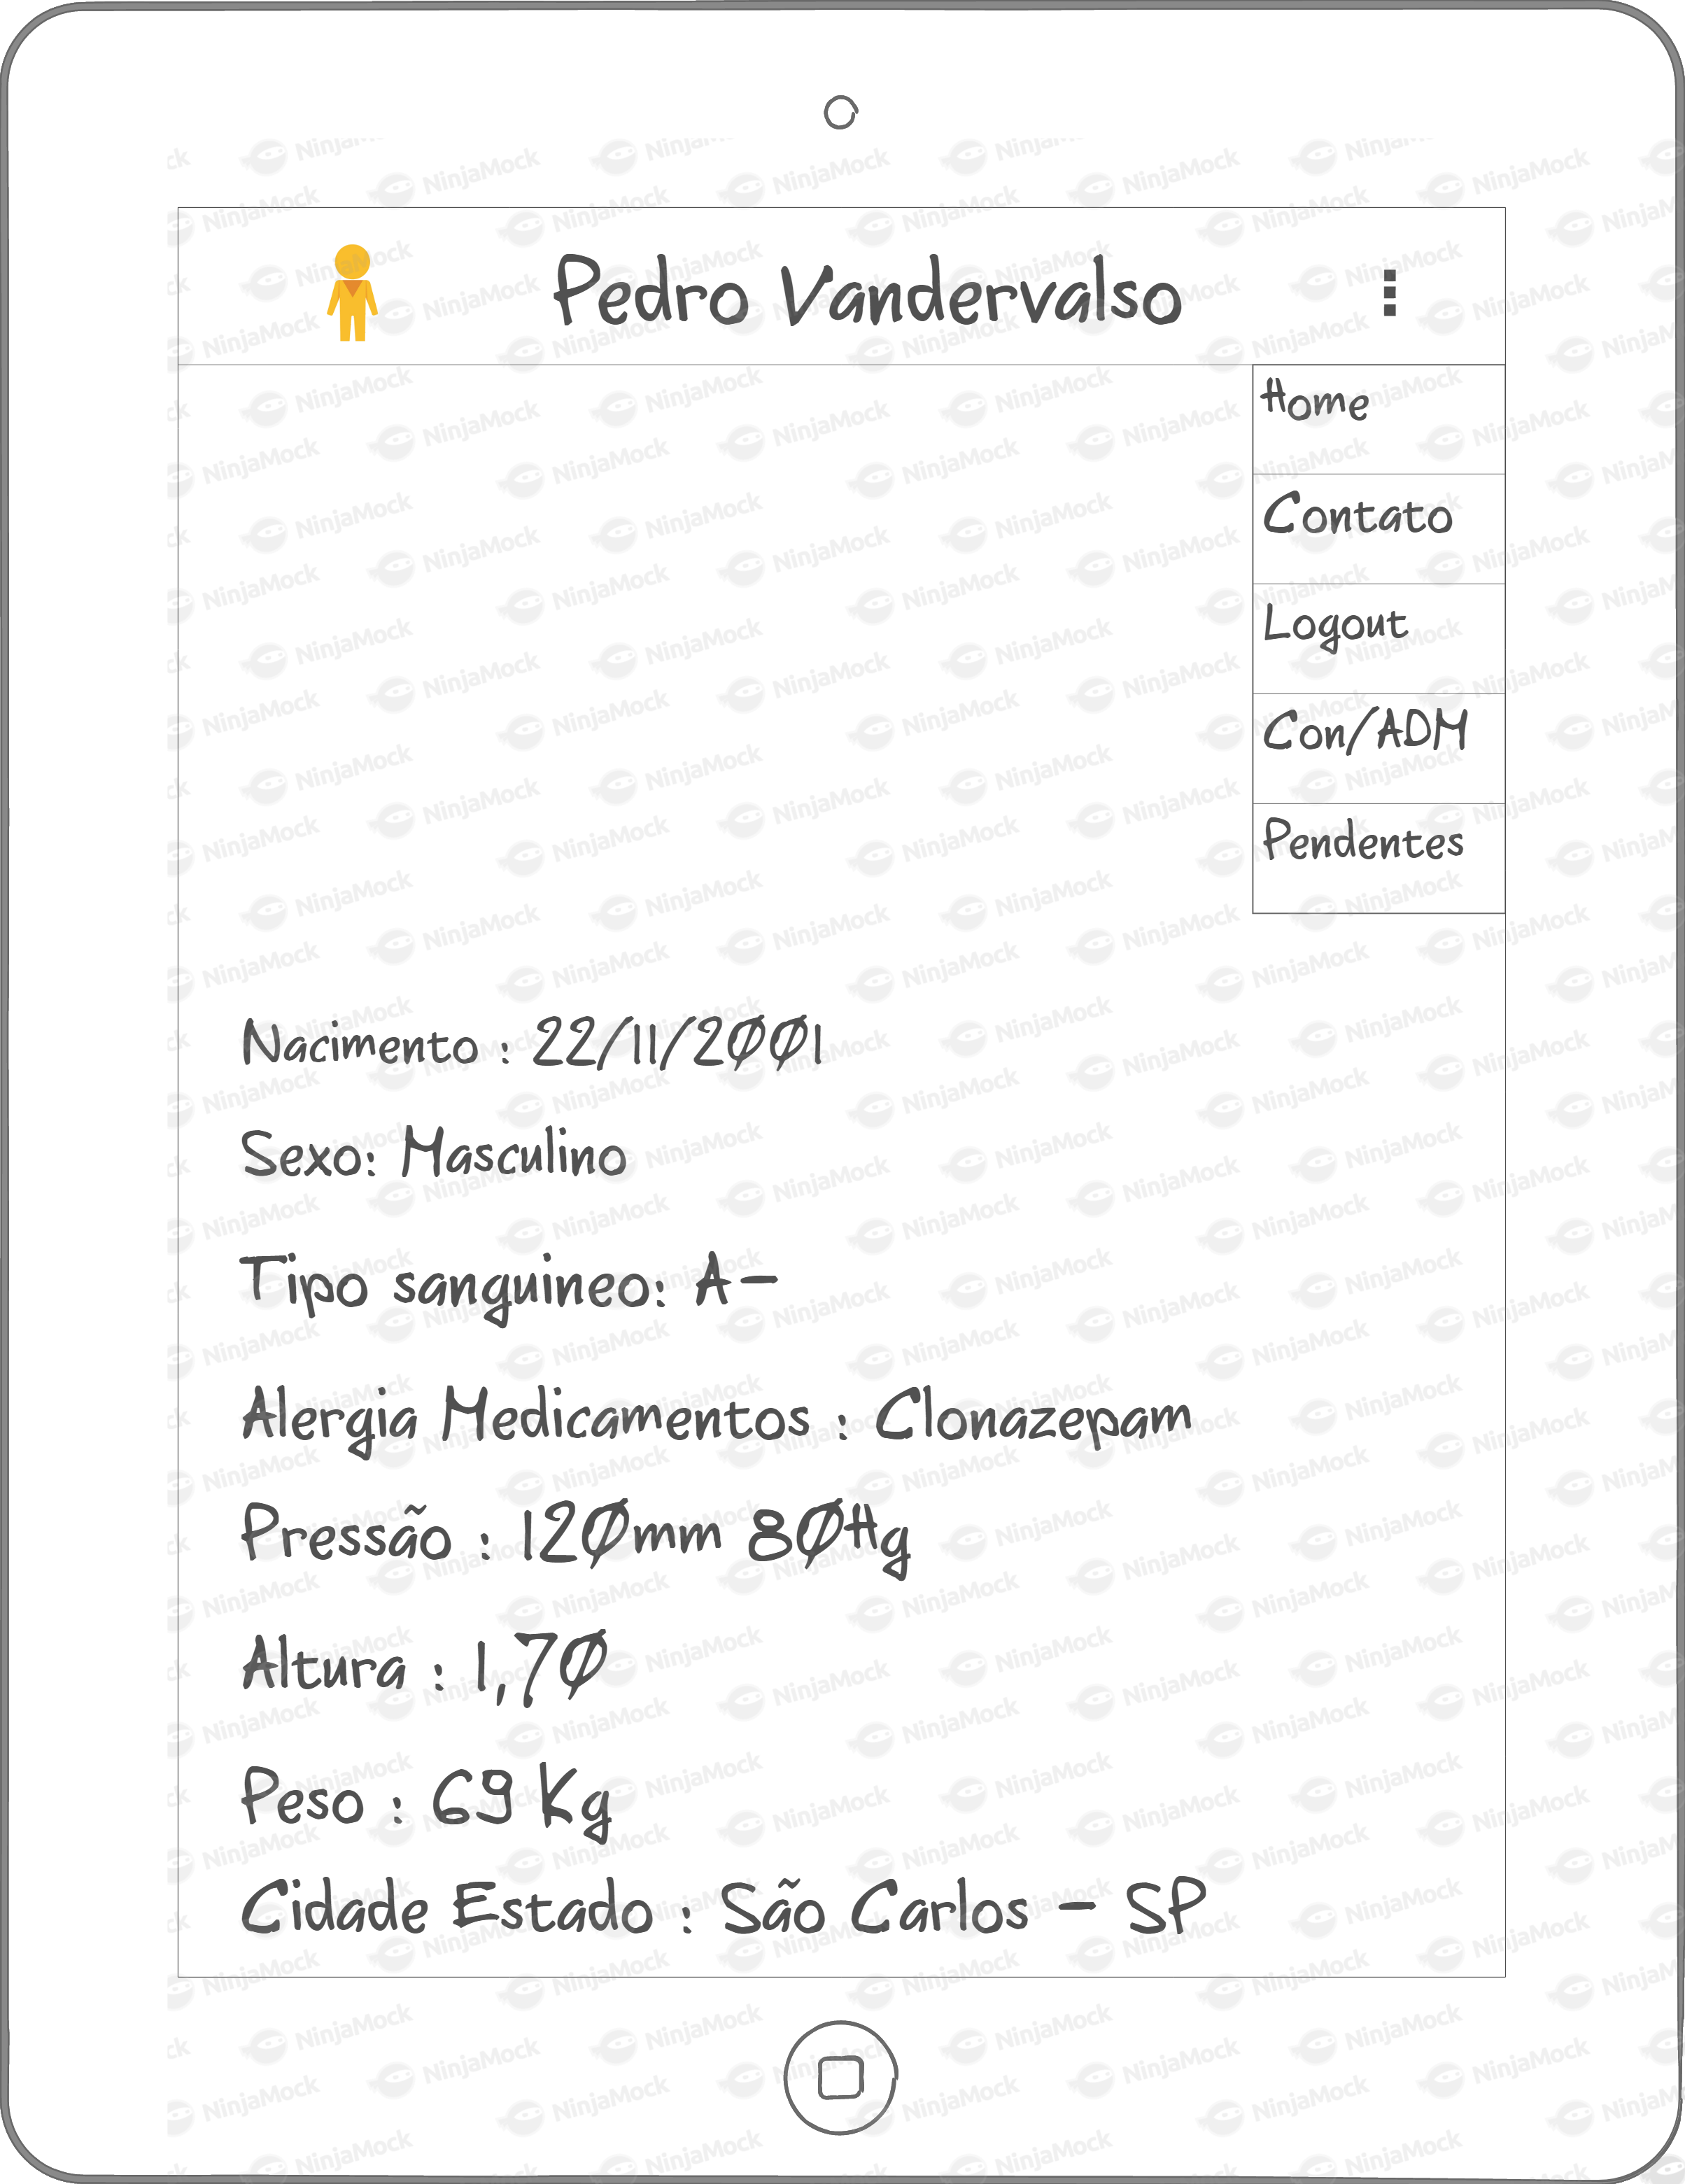 Pedro Vandervalso
Home
Contato
Logout
Con/ADM
Pendentes
Nacimento : 22/11/2001
Sexo: Masculino
Tipo sanguineo: A-
Alergia Medicamentos : Clonazepam
Pressão : 120mm 80Hg
Altura : 1,70
Peso : 69 Kg
Cidade Estado : São Carlos - SP
NinjaMock